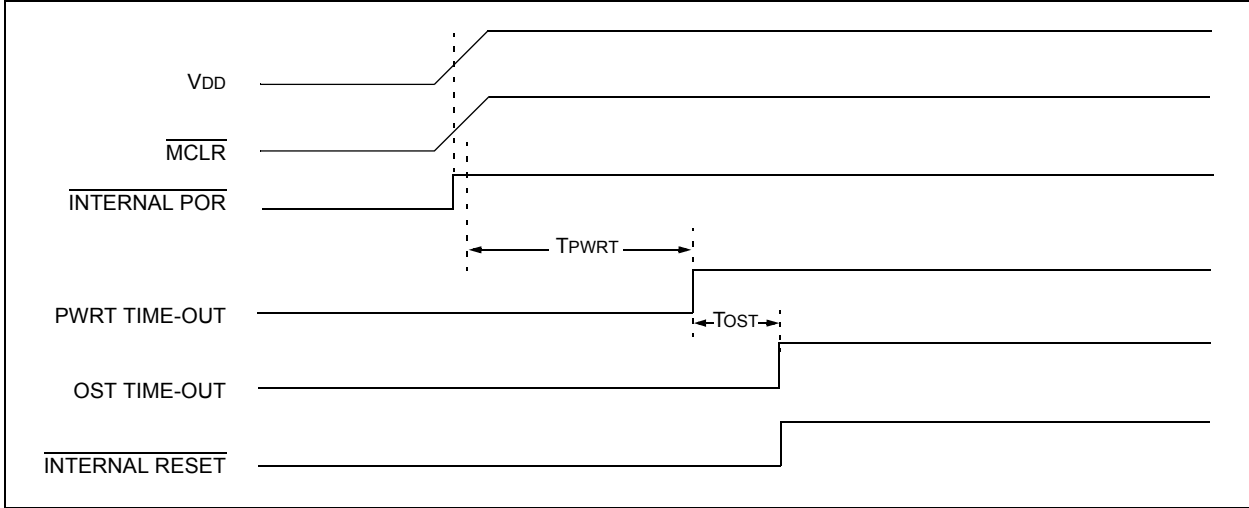 VDD
MCLR
INTERNAL POR
TPWRT
PWRT TIME-OUT
TOST
OST TIME-OUT
INTERNAL RESET